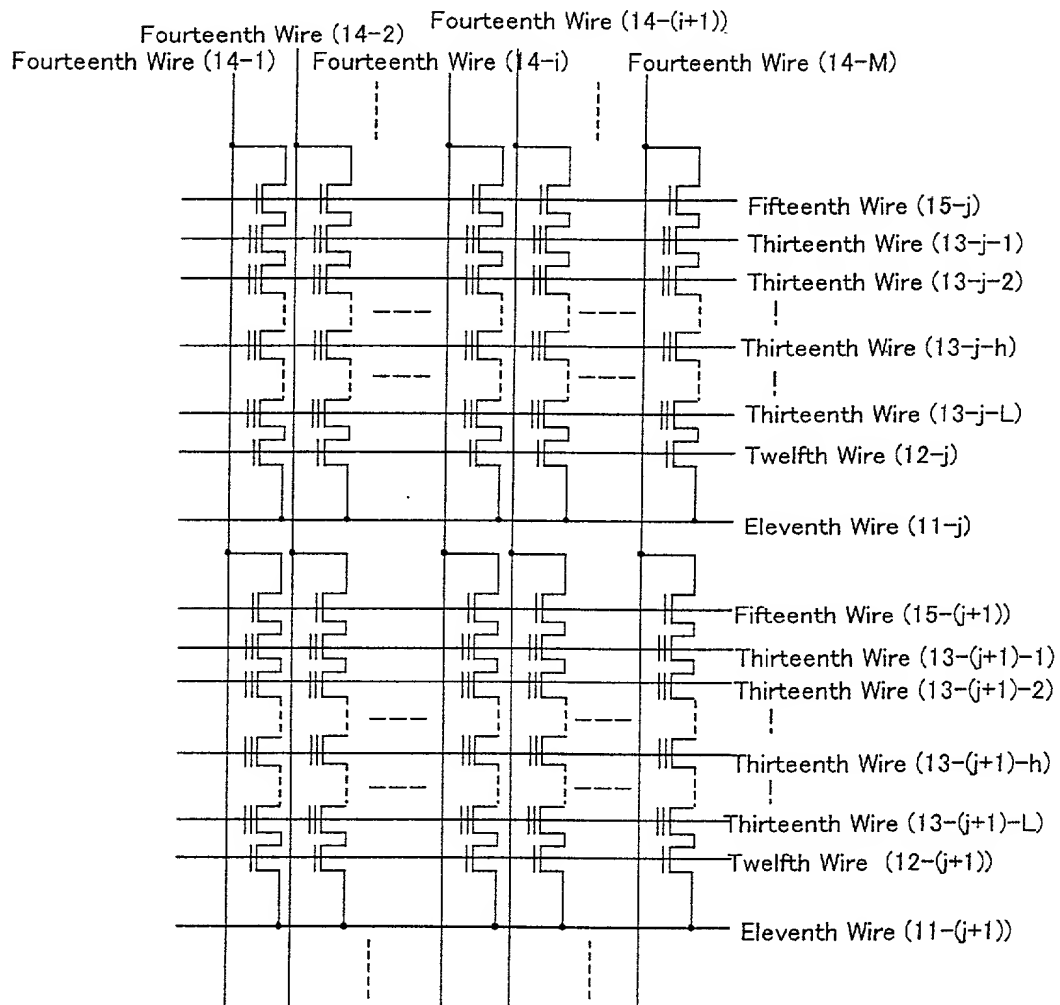 Fourteenth Wire (14-(i+1))
Fourteenth Wire (14-2)
Fourteenth Wire (14-1)
Fourteenth Wire (14-i)
Fourteenth Wire (14-M)
Fifteenth Wire (15-j)
Thirteenth Wire (13-j-1)
Thirteenth Wire (13-j-2)
Thirteenth Wire (13-j-h)
Thirteenth Wire (13-j-L)
Twelfth Wire (12-j)
Eleventh Wire (11-j)
Fifteenth Wire (15-(j+1))
Thirteenth Wire (13-(j+1)-1)
Thirteenth Wire (13-(j+1)-2)
Thirteenth Wire (13-(j+1)-h)
Thirteenth Wire (13-(j+1)-L)
Twelfth Wire (12-(j+1))
Eleventh Wire (11-(j+1))